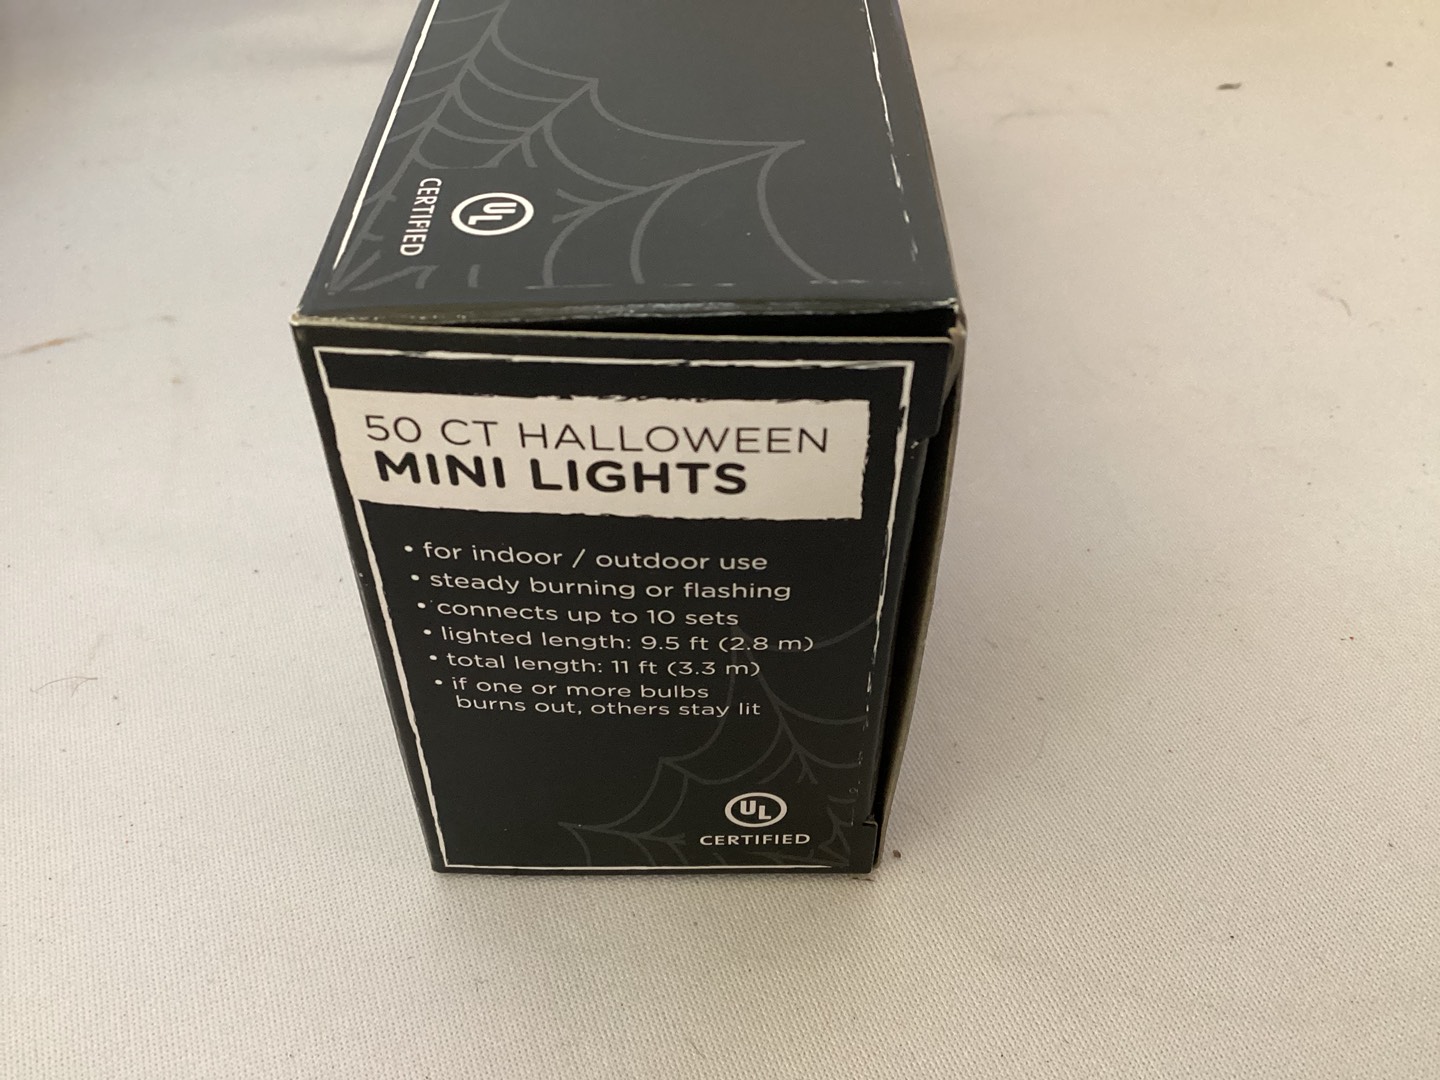 UL
CERTIFIED
50 CT HALLOWEEN
MINI LIGHTS
• for indoor / outdoor use
• steady burning or flashing
• connects up to 10 sets
• lighted length: 9.5 ft (2.8 m)
• total length: 11 ft (3.3 m)
• if one or more bulbs
burns out, others stay lit
UL
CERTIFIED